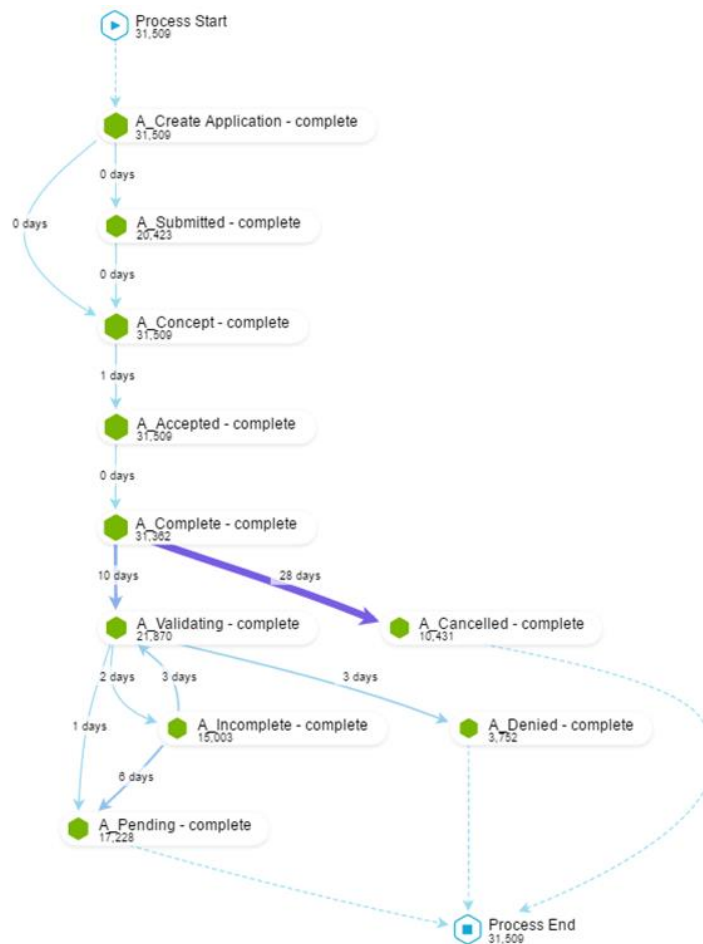 Process Start
31,509
A_Create Application - complete
31,509
0 days
0 days
A_Submitted - complete
20,423
0 days
A_Concept - complete
31,509
1 days
A_Accepted - complete
31,509
0 days
A_Complete - complete
31,362
10 days
28 days
A_Validating - complete
21,870
A_Cancelled - complete
10,431
2 days
3 days
3 days
1 days
A_Incomplete - complete
15,003
A_Denied - complete
3,752
6 days
A_Pending - complete
17,228
Process End
31,509